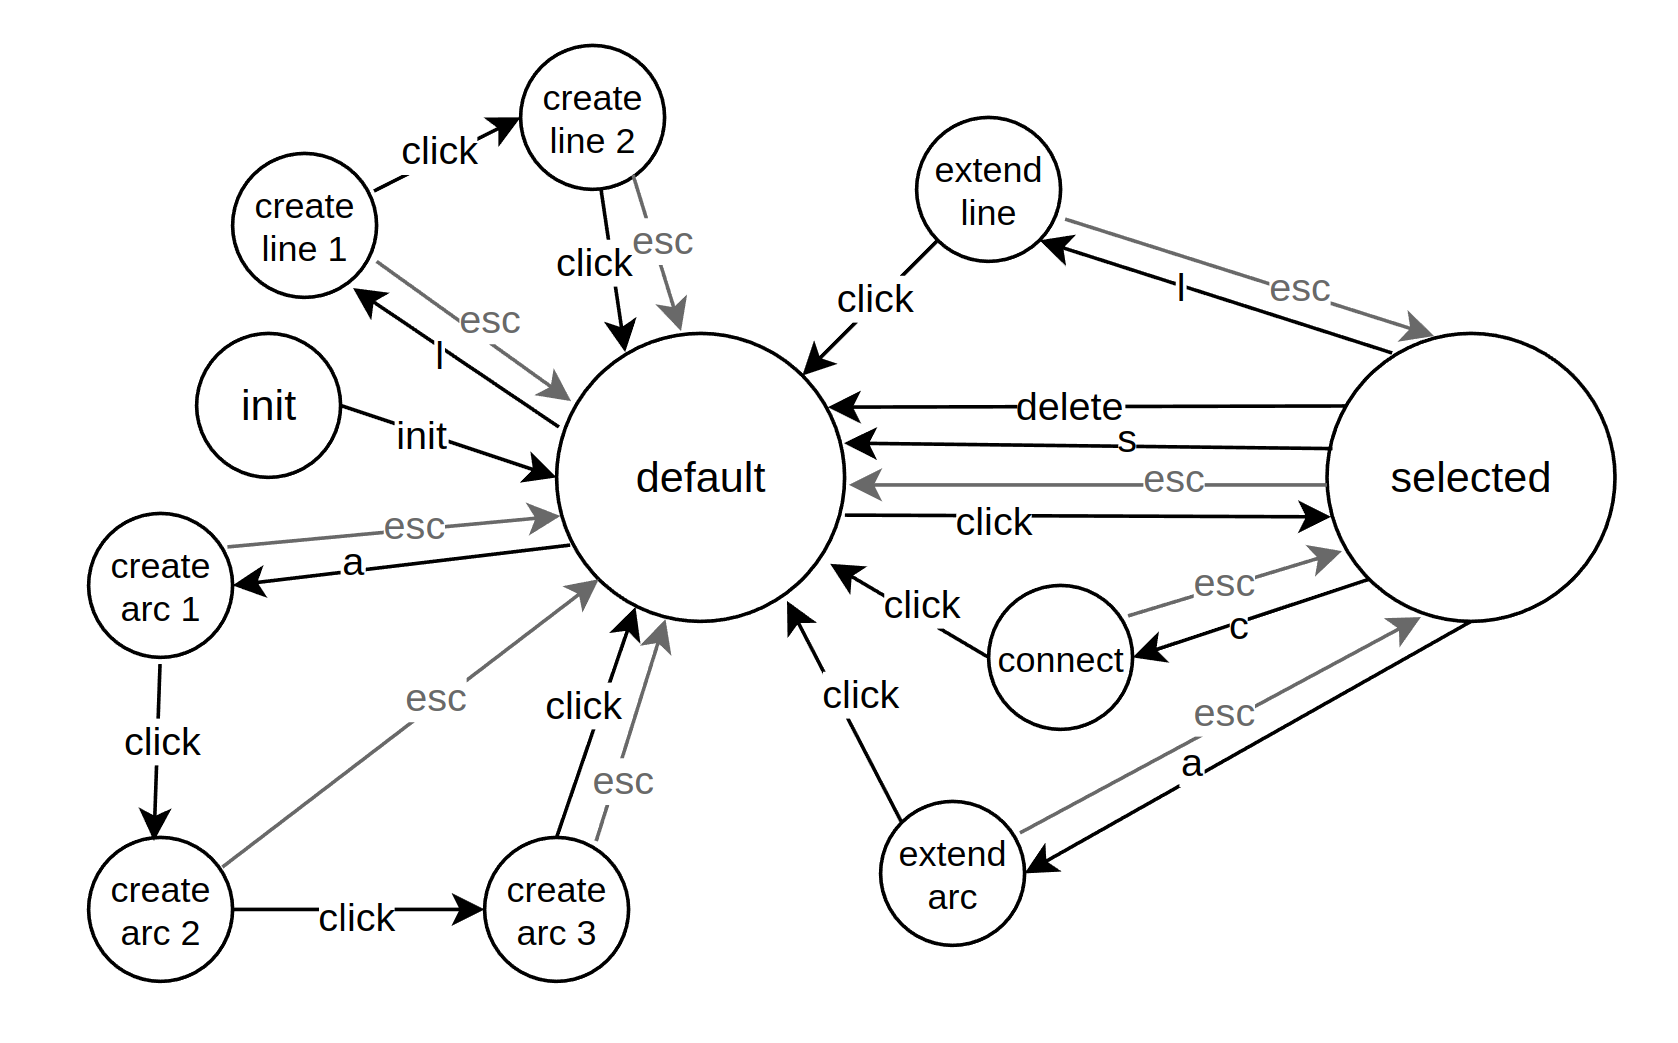 create
line 2
click
create
line 1
extend
line
esc
click
click
esc
l
l
esc
init
init
delete
s
default
selected
esc
click
esc
a
create
arc 1
esc
c
click
connect
esc
click
click
esc
click
a
esc
create
arc 2
click
create
arc 3
extend
arc